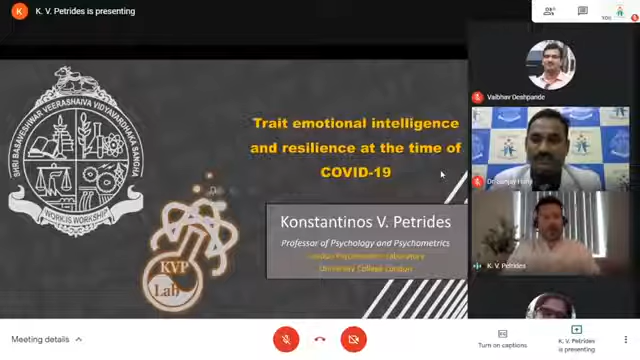 K
K. V. Petrides is presenting
SHRI BASAVESHWAR VEERASHAIVA VIDYAVARDHAKA SANGHA
WORK IS WORKSHIP
KVP
Lab
Trait emotional intelligence
and resilience at the time of
COVID-19
Konstantinos V. Petrides
Professor of Psychology and Psychometrics
London Psychometric Laboratory
University College London
Vaibhav Deshpande
K. V. Petrides
Meeting details
Turn on captions
K. V. Petrides
is presenting